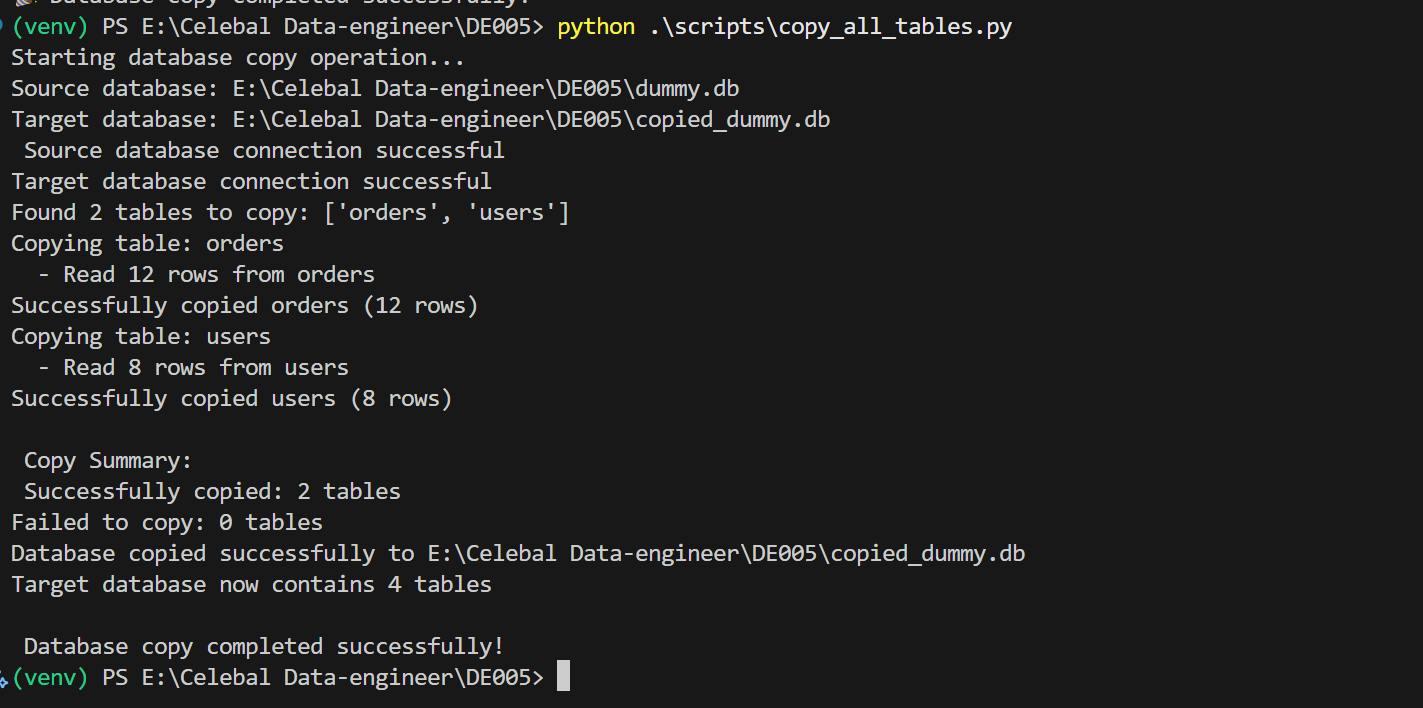 Database copy completed successfully!
(venv) PS E:\Celebal Data-engineer\DE005> python .\scripts\copy_all_tables.py
Starting database copy operation...
Source database: E:\Celebal Data-engineer\DE005\dummy.db
Target database: E:\Celebal Data-engineer\DE005\copied_dummy.db
 Source database connection successful
Target database connection successful
Found 2 tables to copy: ['orders', 'users']
Copying table: orders
  - Read 12 rows from orders
Successfully copied orders (12 rows)
Copying table: users
  - Read 8 rows from users
Successfully copied users (8 rows)

 Copy Summary:
 Successfully copied: 2 tables
Failed to copy: 0 tables
Database copied successfully to E:\Celebal Data-engineer\DE005\copied_dummy.db
Target database now contains 4 tables

 Database copy completed successfully!
(venv) PS E:\Celebal Data-engineer\DE005>